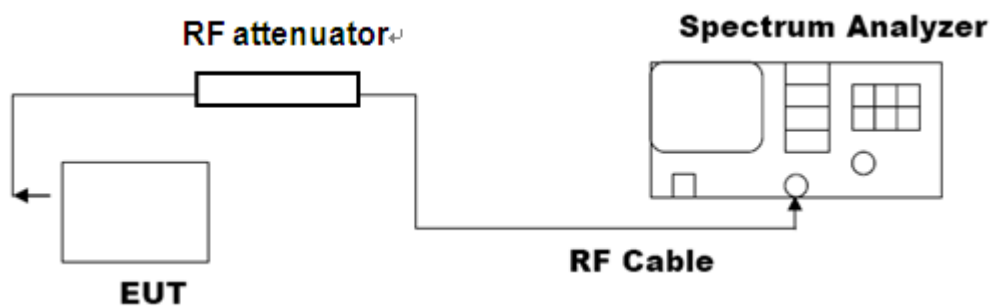 RF attenuator↵
Spectrum Analyzer
RF Cable
EUT